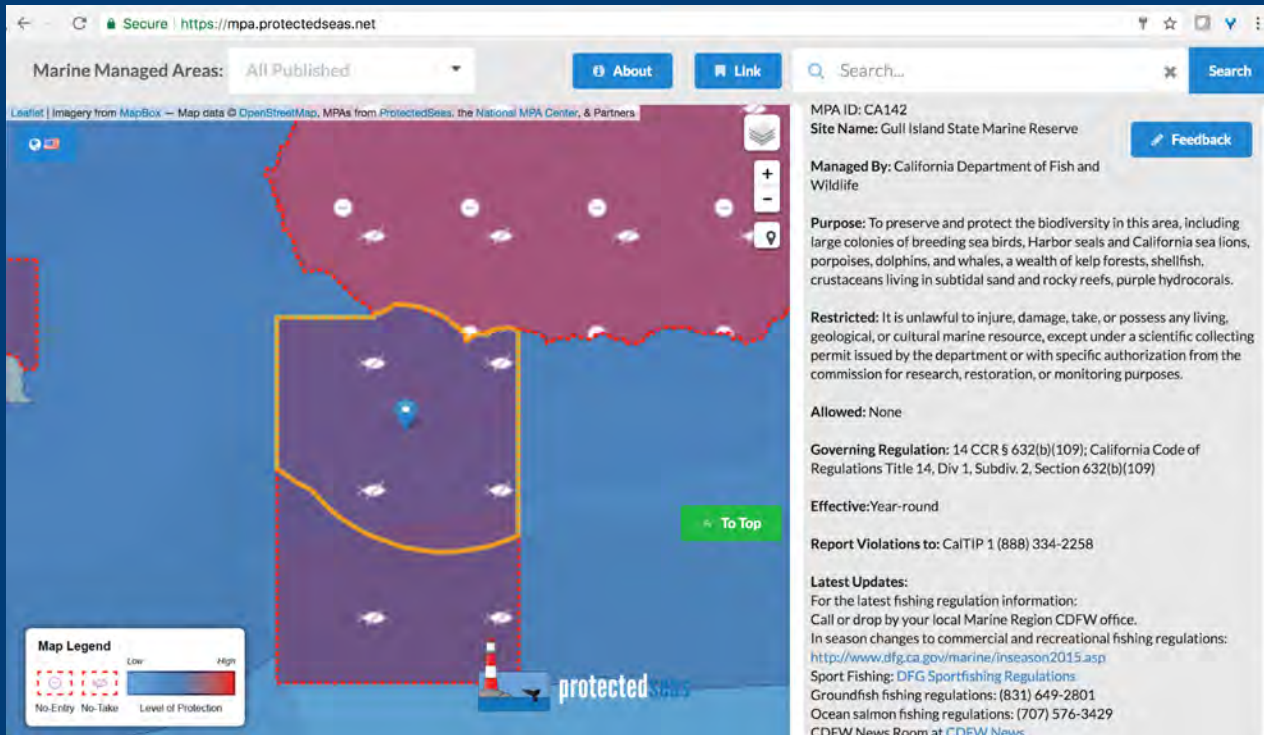 Secure https://mpa.protectedseas.net
Marine Managed Areas: All Published
About
Link
Search...
Search
Leaflet | Imagery from MapBox — Map data © OpenStreetMap, MPAs from ProtectedSeas, the National MPA Center, & Partners
+
−
To Top
Map Legend
Low High
No-Entry No-Take Level of Protection
protectedseas
MPA ID: CA142
Site Name: Gull Island State Marine Reserve
Feedback
Managed By: California Department of Fish and
Wildlife
Purpose: To preserve and protect the biodiversity in this area, including
large colonies of breeding sea birds, Harbor seals and California sea lions,
porpoises, dolphins, and whales, a wealth of kelp forests, shellfish,
crustaceans living in subtidal sand and rocky reefs, purple hydrocorals.
Restricted: It is unlawful to injure, damage, take, or possess any living,
geological, or cultural marine resource, except under a scientific collecting
permit issued by the department or with specific authorization from the
commission for research, restoration, or monitoring purposes.
Allowed: None
Governing Regulation: 14 CCR § 632(b)(109); California Code of
Regulations Title 14, Div 1, Subdiv. 2, Section 632(b)(109)
Effective:Year-round
Report Violations to: CalTIP 1 (888) 334-2258
Latest Updates:
For the latest fishing regulation information:
Call or drop by your local Marine Region CDFW office.
In season changes to commercial and recreational fishing regulations:
http://www.dfg.ca.gov/marine/inseason2015.asp
Sport Fishing: DFG Sportfishing Regulations
Groundfish fishing regulations: (831) 649-2801
Ocean salmon fishing regulations: (707) 576-3429
CDFW News Room at CDFW News